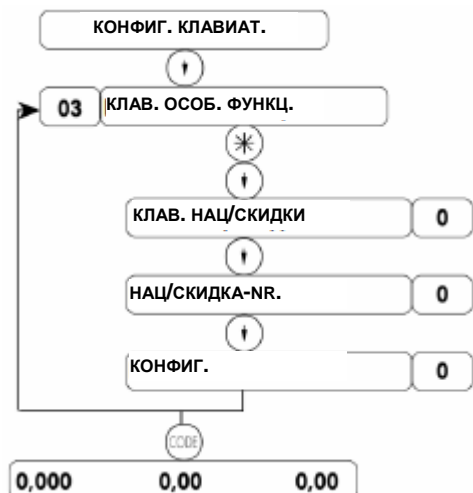 КОНФИГ. КЛАВИАТ.
03 КЛАВ. ОСОБ. ФУНКЦ.
КЛАВ. НАЦ/СКИДКИ 0
НАЦ/СКИДКА-NR. 0
КОНФИГ. 0
CODE
0,000 0,00 0,00